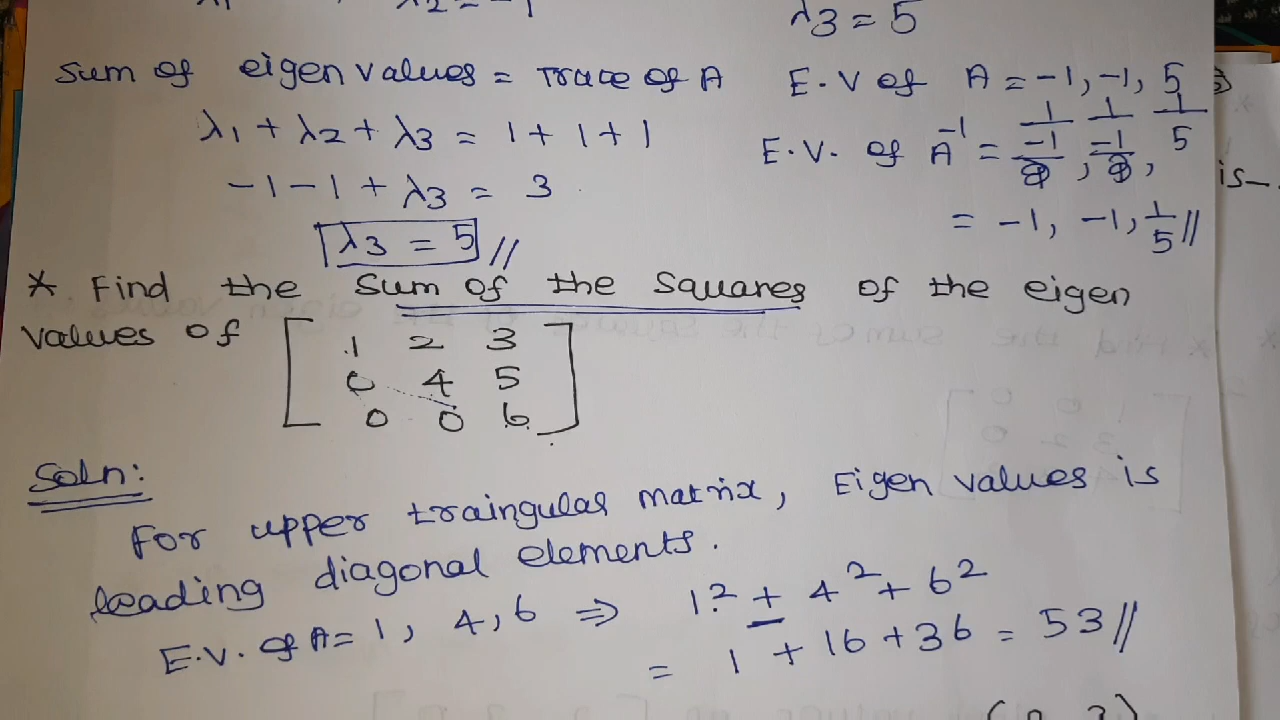 λ3 = 5
Sum of eigen values = Trace of A
λ1 + λ2 + λ3 = 1 + 1 + 1
-1 - 1 + λ3 = 3
λ3 = 5 //
E.V of A = -1, -1, 5
E.V. of A^-1 = 1/-1, 1/-1, 1/5
= -1, -1, 1/5 //
is
* Find the sum of the squares of the eigen
values of [ 1 2 3
0 4 5
0 0 6 ]
Soln:
For upper traingular matrix, Eigen values is
leading diagonal elements.
E.V. of A = 1, 4, 6 ⇒ 1² + 4² + 6²
= 1 + 16 + 36 = 53 //